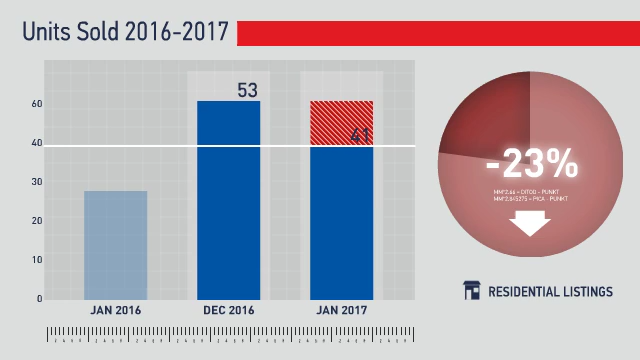 Units Sold 2016-2017
60
40
30
20
10
0
53
41
JAN 2016
DEC 2016
JAN 2017
-23%
RESIDENTIAL LISTINGS